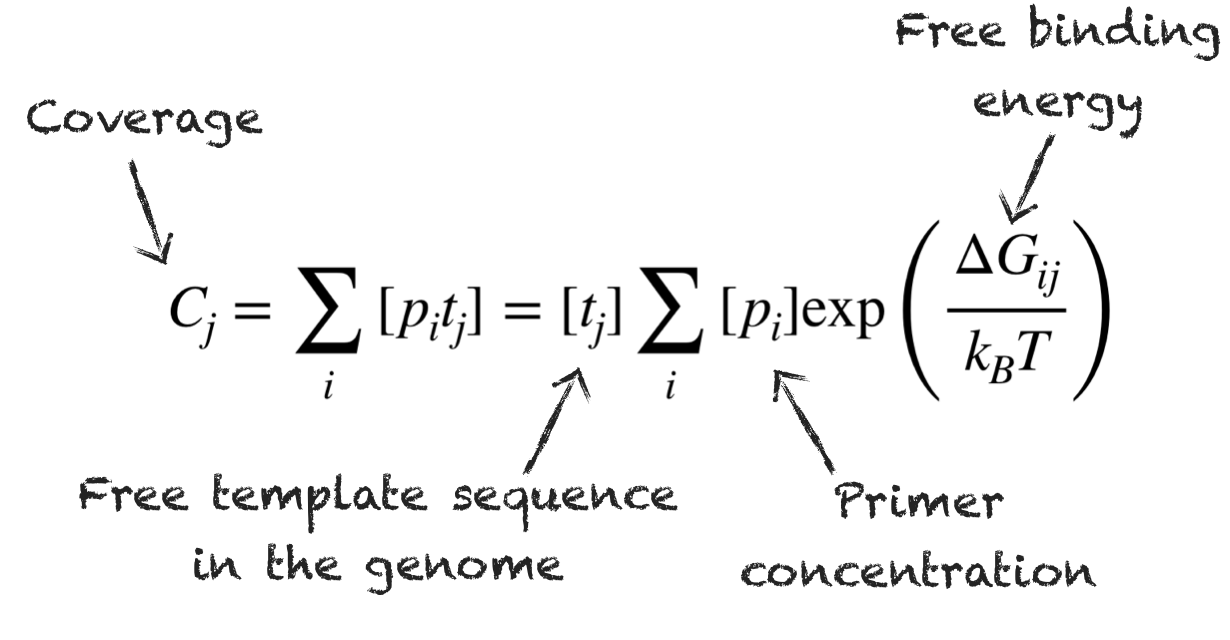 Free binding
energy
Coverage
C_j = \sum_i [p_i t_j] = [t_j] \sum_i [p_i] exp \left( \frac{\Delta G_{ij}}{k_B T} \right)
Free template sequence
in the genome
Primer
concentration